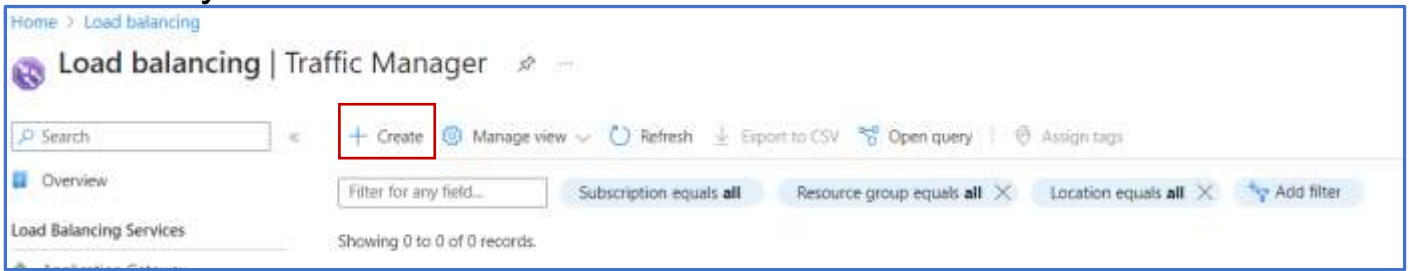 Home > Load balancing
Load balancing | Traffic Manager
Search
+ Create Manage view Refresh Export to CSV Open query Assign tags
Overview
Filter for any field... Subscription equals all Resource group equals all Location equals all Add filter
Load Balancing Services
Showing 0 to 0 of 0 records.